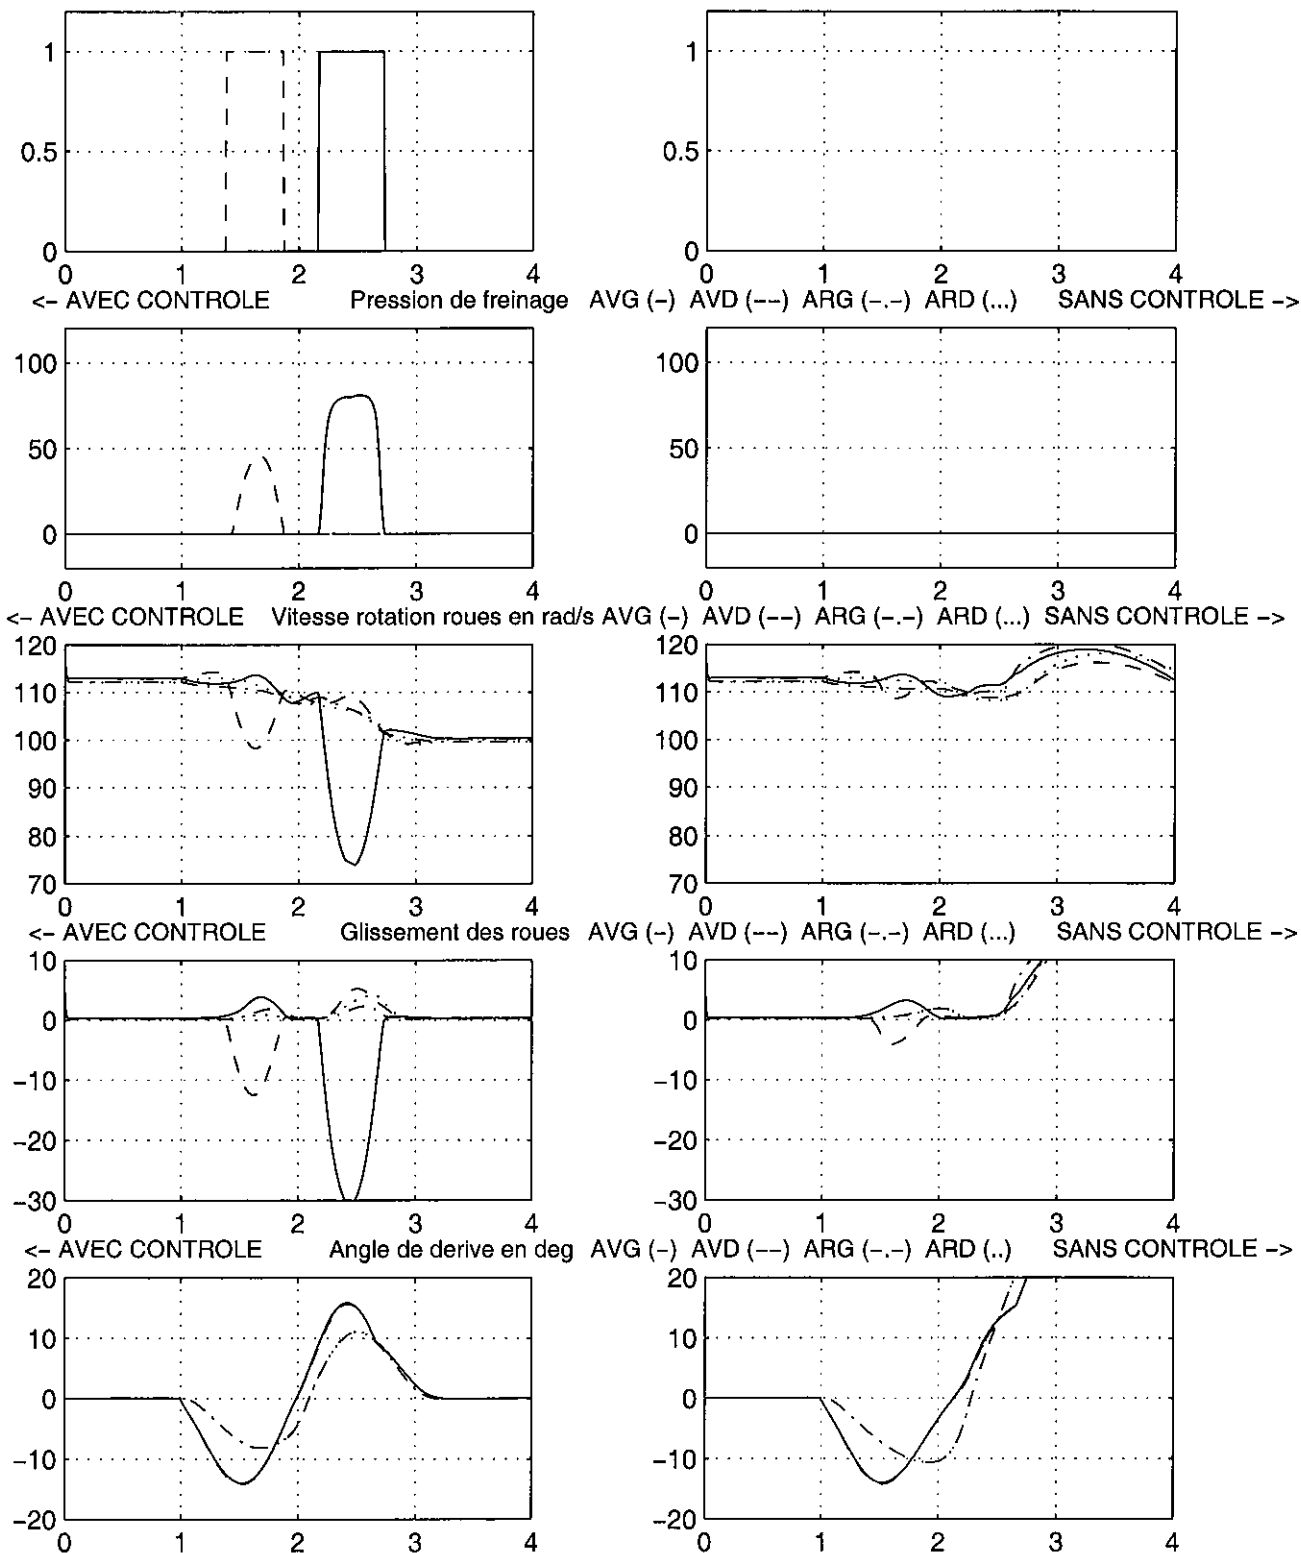 1 1
0.5 0.5
0 0
0 1 2 3 4 0 1 2 3 4
<- AVEC CONTROLE Pression de freinage AVG (-) AVD (--) ARG (-.-) ARD (...) SANS CONTROLE ->
100 100
50 50
0 0
0 1 2 3 4 0 1 2 3 4
<- AVEC CONTROLE Vitesse rotation roues en rad/s AVG (-) AVD (--) ARG (-.-) ARD (...) SANS CONTROLE ->
120 120
110 110
100 100
90 90
80 80
70 70
0 1 2 3 4 0 1 2 3 4
<- AVEC CONTROLE Glissement des roues AVG (-) AVD (--) ARG (-.-) ARD (...) SANS CONTROLE ->
10 10
0 0
-10 -10
-20 -20
-30 -30
0 1 2 3 4 0 1 2 3 4
<- AVEC CONTROLE Angle de derive en deg AVG (-) AVD (--) ARG (-.-) ARD (..) SANS CONTROLE ->
20 20
10 10
0 0
-10 -10
-20 -20
0 1 2 3 4 0 1 2 3 4